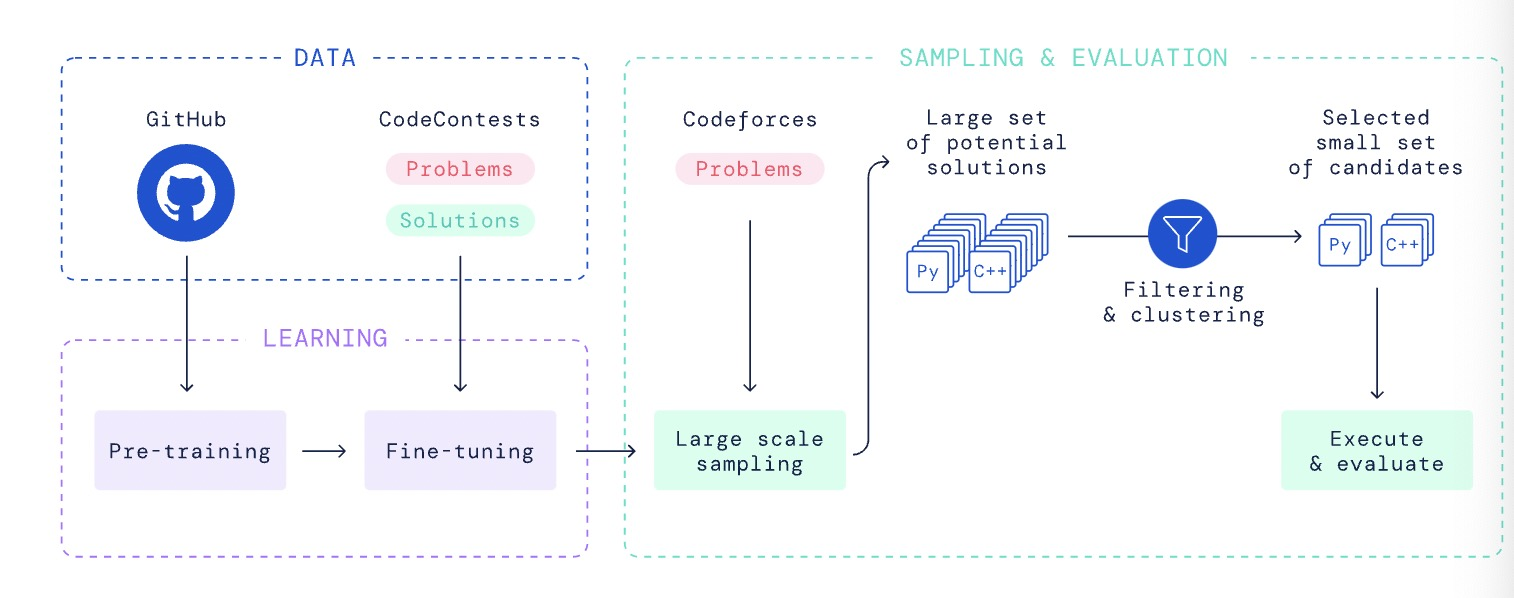 DATA
GitHub
CodeContests
Problems
Solutions
LEARNING
Pre-training
Fine-tuning
SAMPLING & EVALUATION
Codeforces
Problems
Large scale
sampling
Large set
of potential
solutions
Py
C++
Filtering
& clustering
Selected
small set
of candidates
Py
C++
Execute
& evaluate